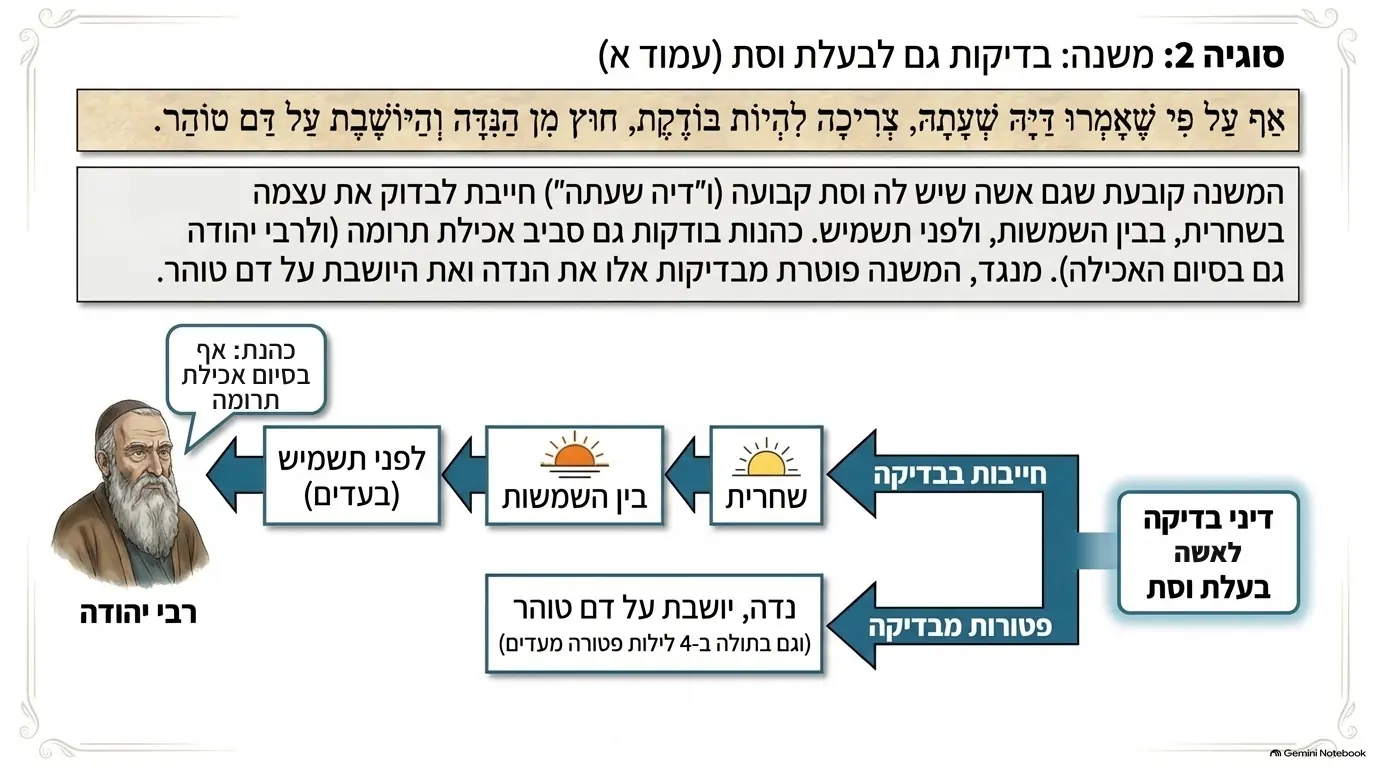 סוגיה 2: משנה: בדיקות גם לבעלת וסת (עמוד א)
אַף עַל פִּי שֶׁאָמְרוּ דַּיָּהּ שְׁעָתָהּ, צְרִיכָה לִהְיוֹת בּוֹדֶקֶת, חוּץ מִן הַנִּדָּה וְהַיּוֹשֶׁבֶת עַל דַּם טוֹהַר.
המשנה קובעת שגם אשה שיש לה וסת קבועה (ו"דיה שעתה") חייבת לבדוק את עצמה
בשחרית, בבין השמשות, ולפני תשמיש. כהנות בודקות גם סביב אכילת תרומה (ולרבי יהודה
גם בסיום האכילה). מנגד, המשנה פוטרת מבדיקות אלו את הנדה ואת היושבת על דם טוהר.
דיני בדיקה
לאשה
בעלת וסת
חייבות בבדיקה
שחרית
בין השמשות
לפני תשמיש
(בעדים)
כהנת: אף
בסיום אכילת
תרומה
רבי יהודה
פטורות מבדיקה
נדה, יושבת על דם טוהר
(וגם בתולה ב-4 לילות פטורה מעדים)
Gemini Notebook